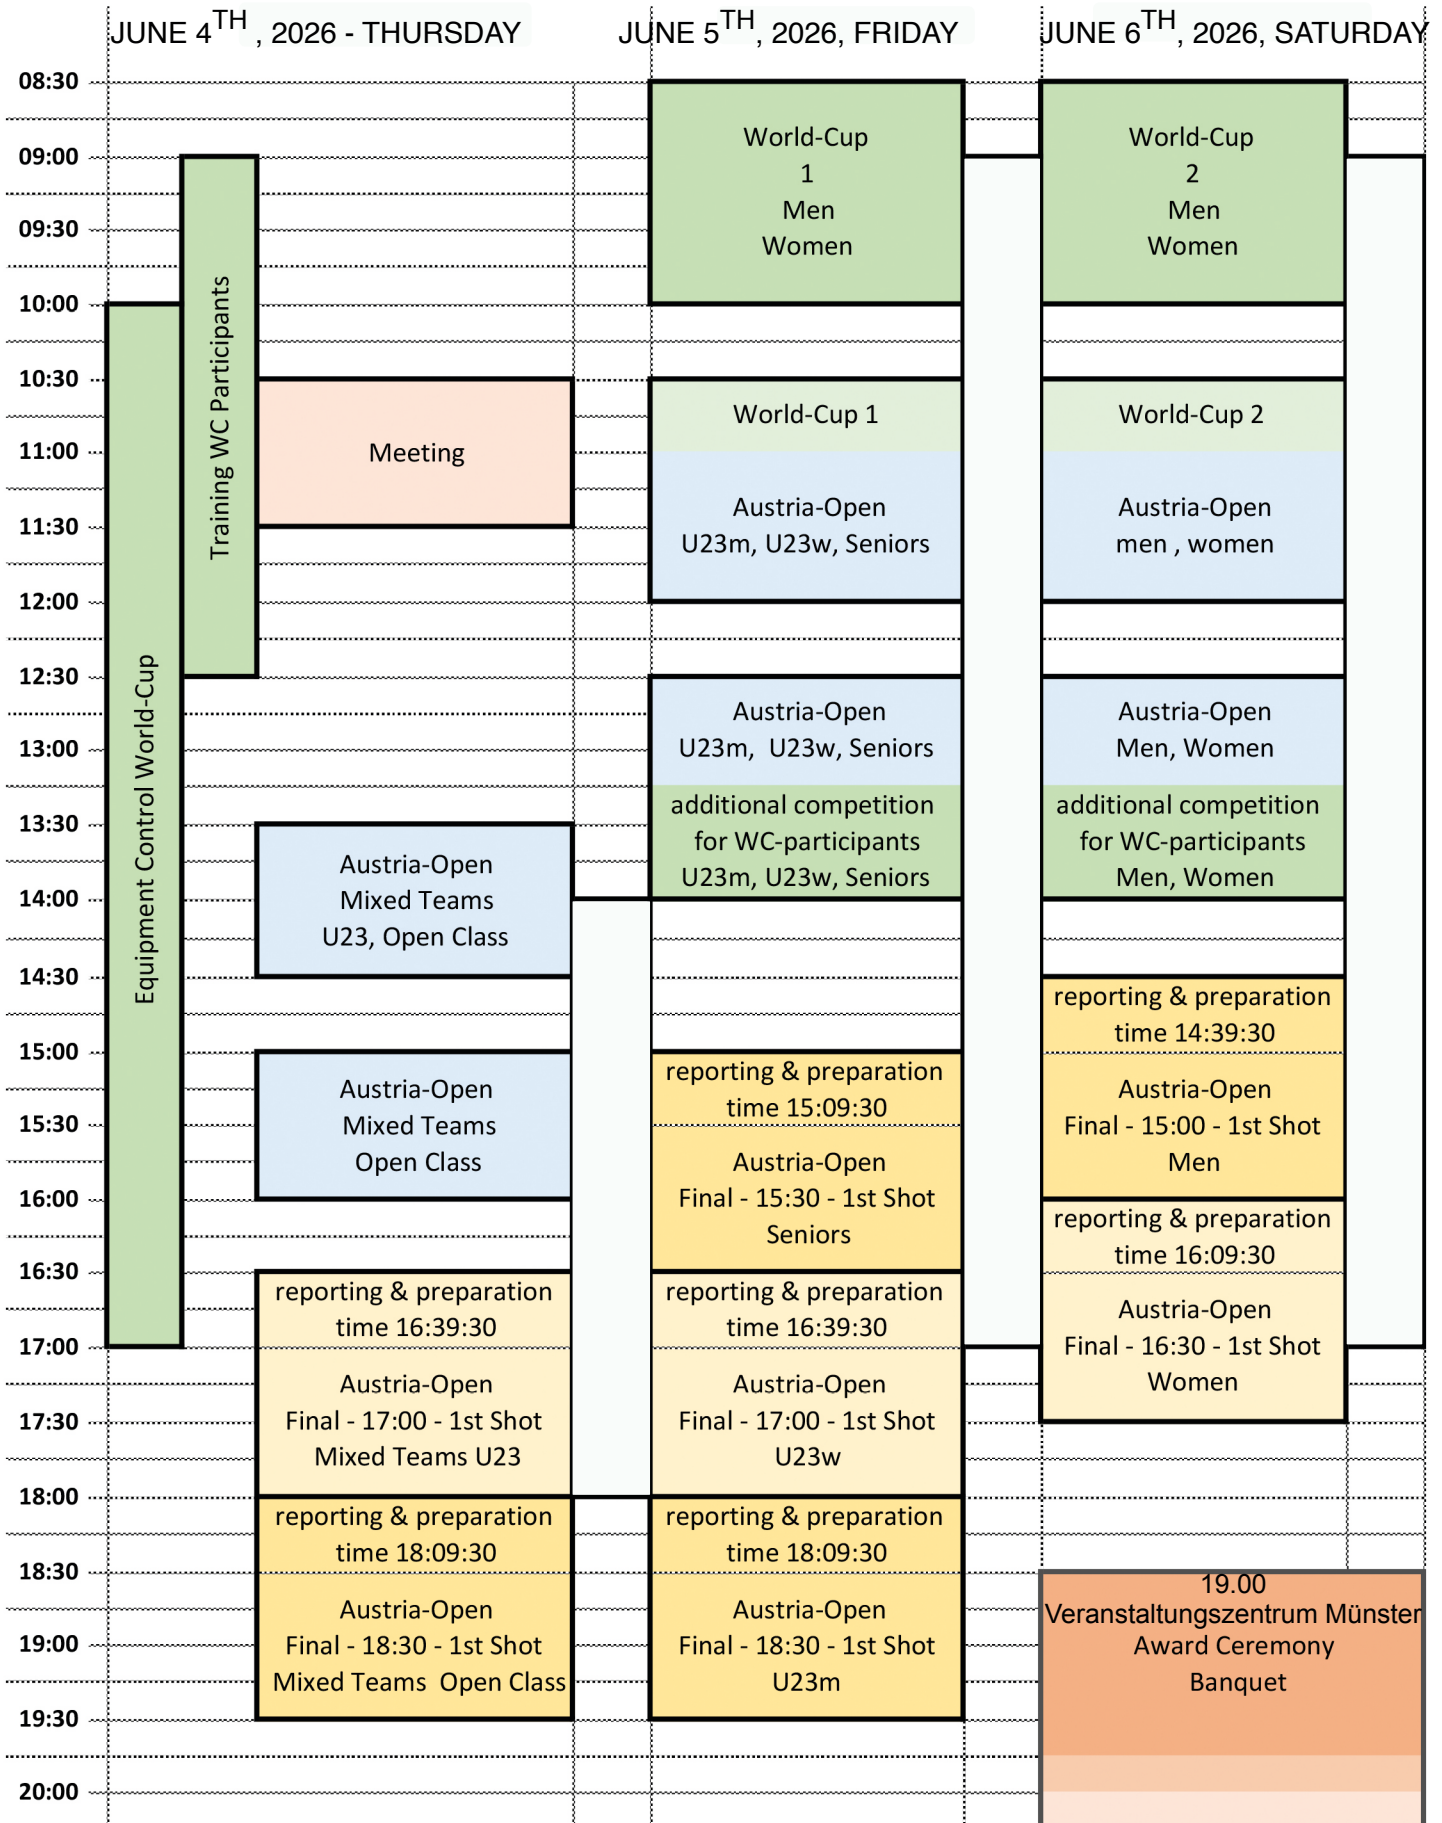 JUNE 4TH, 2026 - THURSDAY
JUNE 5TH, 2026, FRIDAY
JUNE 6TH, 2026, SATURDAY
08:30
09:00
09:30
10:00
10:30
11:00
11:30
12:00
12:30
13:00
13:30
14:00
14:30
15:00
15:30
16:00
16:30
17:00
17:30
18:00
18:30
19:00
19:30
20:00
Equipment Control World-Cup
Training WC Participants
Meeting
Austria-Open
Mixed Teams
U23, Open Class
Austria-Open
Mixed Teams
Open Class
reporting & preparation
time 16:39:30
Austria-Open
Final - 17:00 - 1st Shot
Mixed Teams U23
reporting & preparation
time 18:09:30
Austria-Open
Final - 18:30 - 1st Shot
Mixed Teams  Open Class
World-Cup
1
Men
Women
World-Cup 1
Austria-Open
U23m, U23w, Seniors
Austria-Open
U23m,  U23w, Seniors
additional competition
for WC-participants
U23m, U23w, Seniors
reporting & preparation
time 15:09:30
Austria-Open
Final - 15:30 - 1st Shot
Seniors
reporting & preparation
time 16:39:30
Austria-Open
Final - 17:00 - 1st Shot
U23w
reporting & preparation
time 18:09:30
Austria-Open
Final - 18:30 - 1st Shot
U23m
World-Cup
2
Men
Women
World-Cup 2
Austria-Open
men , women
Austria-Open
Men, Women
additional competition
for WC-participants
Men, Women
reporting & preparation
time 14:39:30
Austria-Open
Final - 15:00 - 1st Shot
Men
reporting & preparation
time 16:09:30
Austria-Open
Final - 16:30 - 1st Shot
Women
19.00
Veranstaltungszentrum Münster
Award Ceremony
Banquet